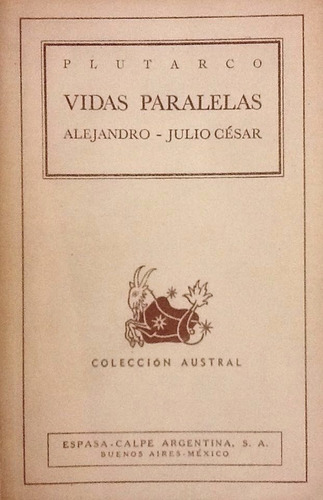 PLUTARCO
VIDAS PARALELAS
ALEJANDRO - JULIO CÉSAR
COLECCIÓN AUSTRAL
ESPASA-CALPE ARGENTINA, S. A.
BUENOS AIRES-MÉXICO